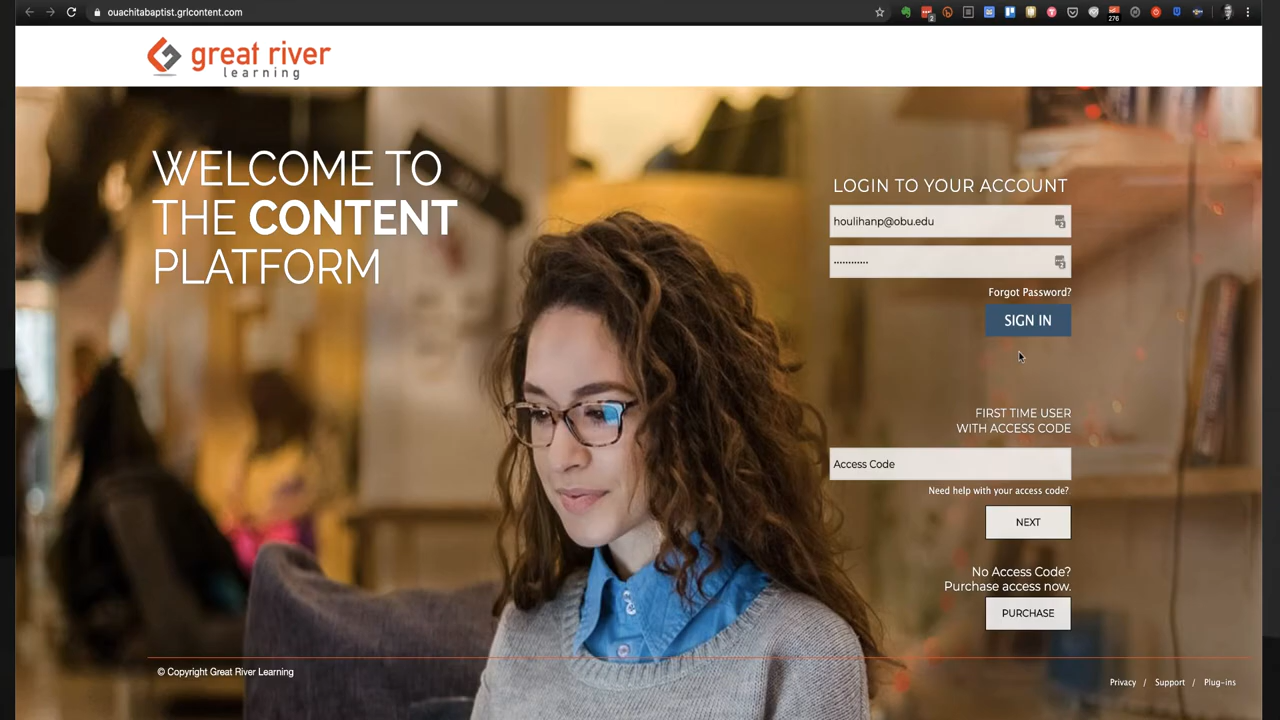 ouachitabaptist.grlcontent.com
2
276
great river
learning
WELCOME TO
THE CONTENT
PLATFORM
LOGIN TO YOUR ACCOUNT
houlihanp@obu.edu
............
Forgot Password?
SIGN IN
FIRST TIME USER
WITH ACCESS CODE
Access Code
Need help with your access code?
NEXT
No Access Code?
Purchase access now.
PURCHASE
© Copyright Great River Learning
Privacy / Support / Plug-ins